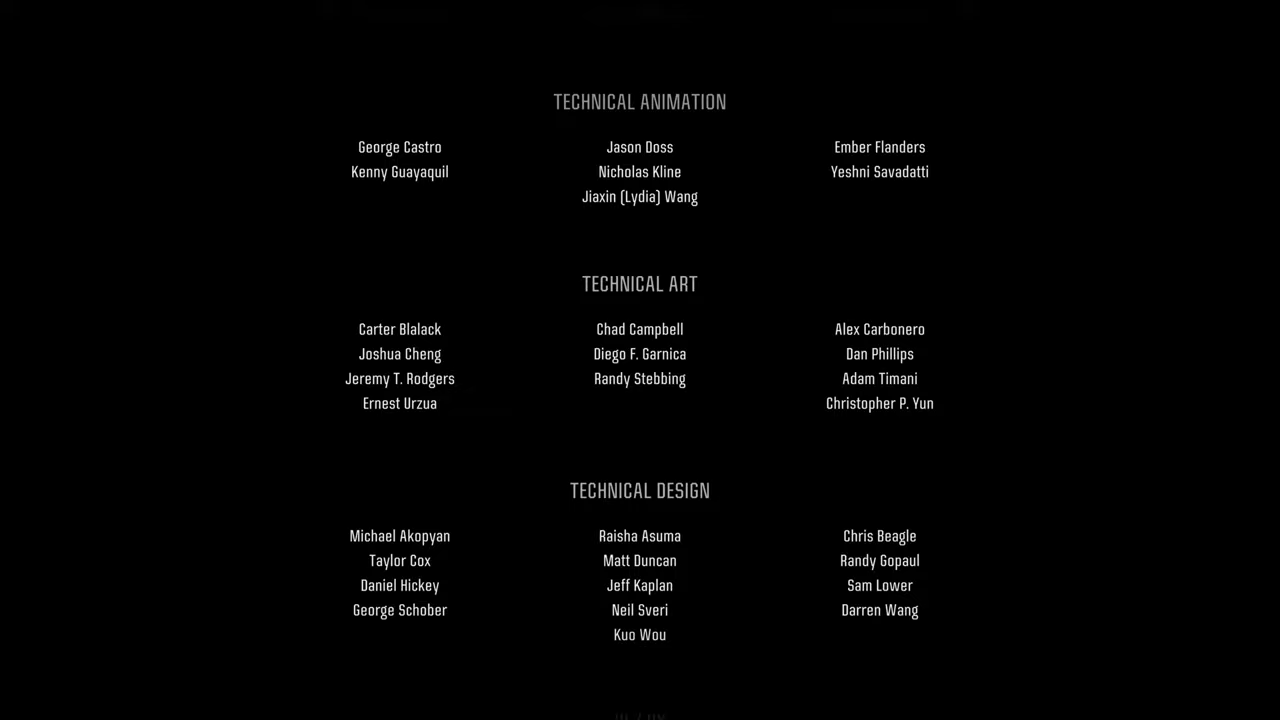 TECHNICAL ANIMATION
George Castro Jason Doss Ember Flanders
Kenny Guayaquil Nicholas Kline Yeshni Savadatti
Jiaxin (Lydia) Wang
TECHNICAL ART
Carter Blalack Chad Campbell Alex Carbonero
Joshua Cheng Diego F. Garnica Dan Phillips
Jeremy T. Rodgers Randy Stebbing Adam Timani
Ernest Urzua Christopher P. Yun
TECHNICAL DESIGN
Michael Akopyan Raisha Asuma Chris Beagle
Taylor Cox Matt Duncan Randy Gopaul
Daniel Hickey Jeff Kaplan Sam Lower
George Schober Neil Sveri Darren Wang
Kuo Wou